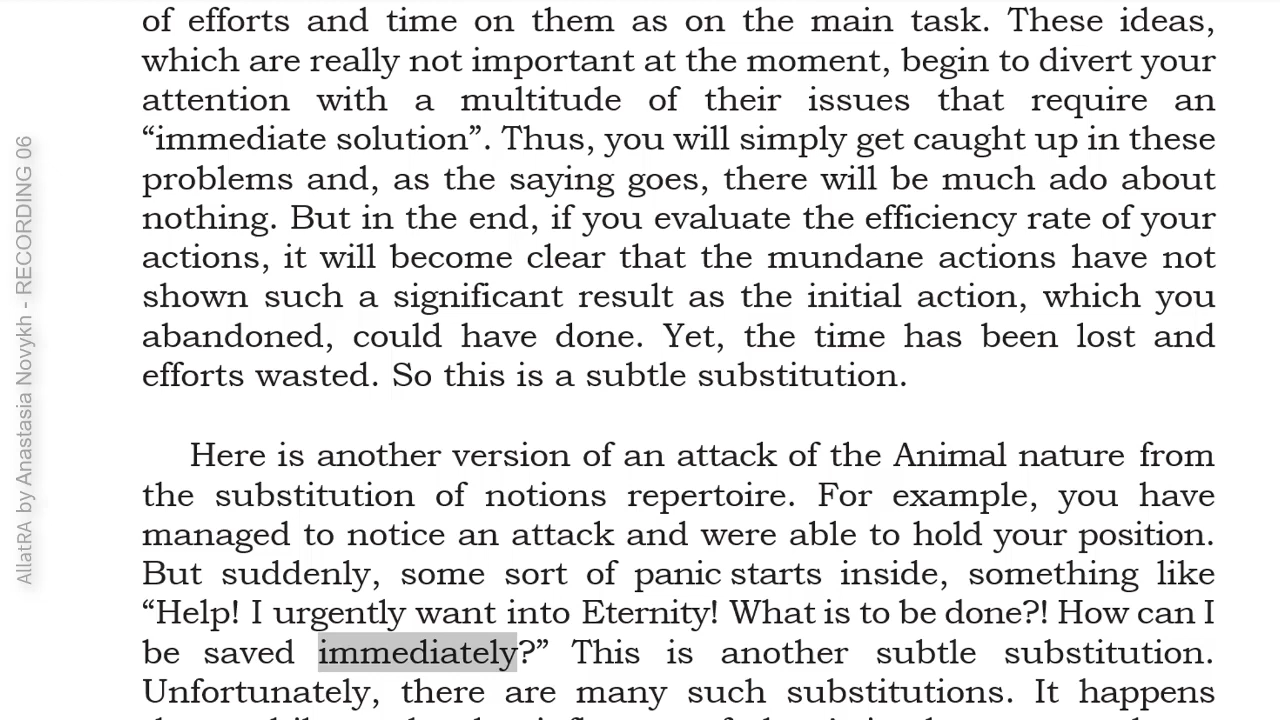 of efforts and time on them as on the main task. These ideas,
which are really not important at the moment, begin to divert your
attention with a multitude of their issues that require an
“immediate solution”. Thus, you will simply get caught up in these
problems and, as the saying goes, there will be much ado about
nothing. But in the end, if you evaluate the efficiency rate of your
actions, it will become clear that the mundane actions have not
shown such a significant result as the initial action, which you
abandoned, could have done. Yet, the time has been lost and
efforts wasted. So this is a subtle substitution.
Here is another version of an attack of the Animal nature from
the substitution of notions repertoire. For example, you have
managed to notice an attack and were able to hold your position.
But suddenly, some sort of panic starts inside, something like
“Help! I urgently want into Eternity! What is to be done?! How can I
be saved immediately?” This is another subtle substitution.
Unfortunately, there are many such substitutions. It happens
AllatRA by Anastasia Novykh - RECORDING 06